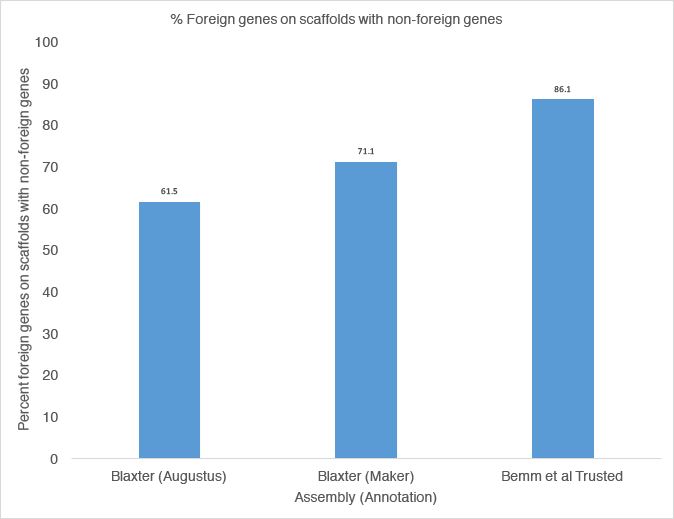 % Foreign genes on scaffolds with non-foreign genes
Percent foreign genes on scaffolds with non-foreign genes
100
90
80
70
60
50
40
30
20
10
0
61.5
71.1
86.1
Blaxter (Augustus)
Blaxter (Maker)
Bemm et al Trusted
Assembly (Annotation)